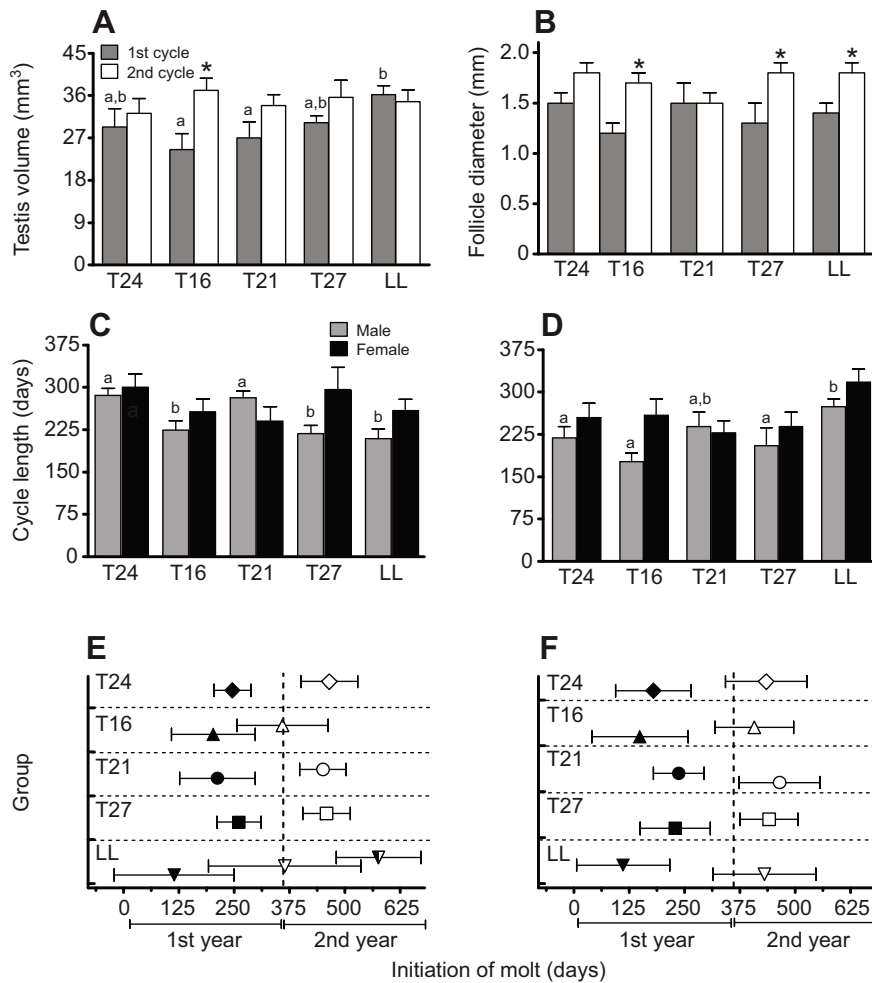 A
B
Testis volume (mm³)
45
36
27
18
9
0
1st cycle
2nd cycle
a,b
a
*
a
a,b
b
T24 T16 T21 T27 LL
Follicle diameter (mm)
2.0
1.5
1.0
0.5
0
*
*
*
T24 T16 T21 T27 LL
C
D
Cycle length (days)
375
300
225
150
75
0
Male
Female
a
a
b
a
b
b
T24 T16 T21 T27 LL
375
300
225
150
75
0
a
a
a,b
a
b
T24 T16 T21 T27 LL
E
F
Group
T24
T16
T21
T27
LL
0 125 250 375 500 625
1st year 2nd year
T24
T16
T21
T27
LL
0 125 250 375 500 625
1st year 2nd year
Initiation of molt (days)